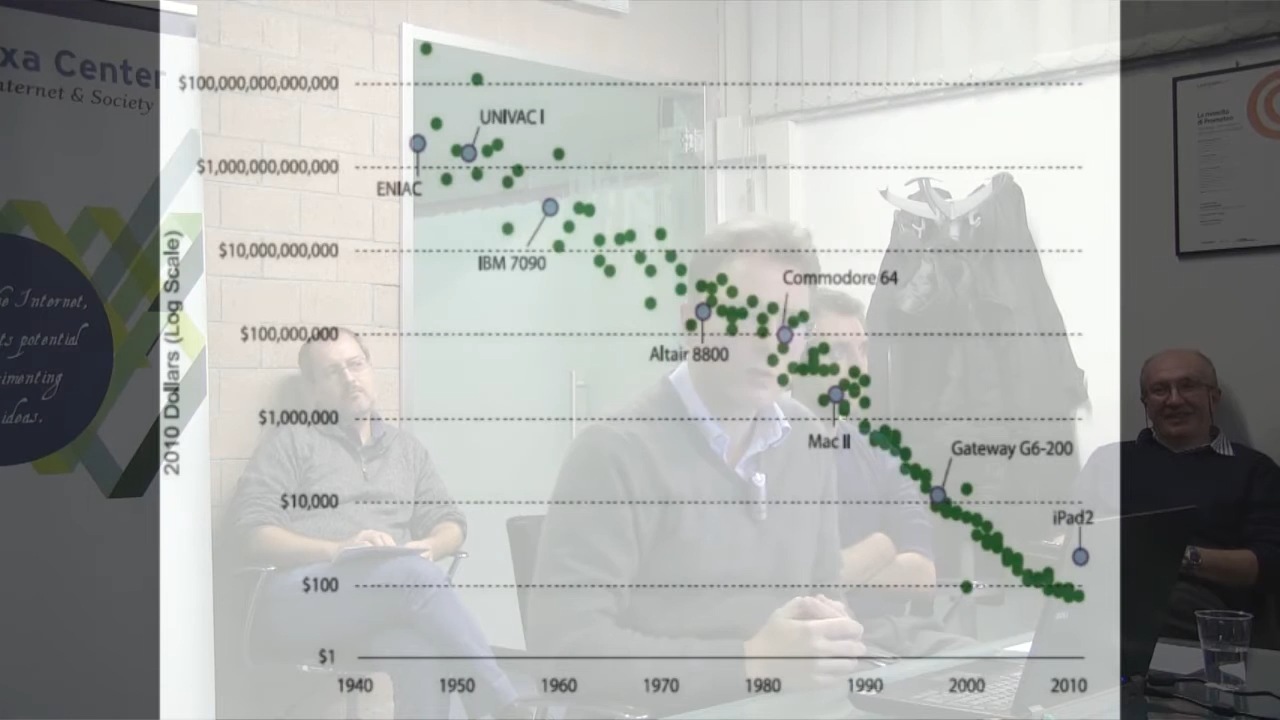 xa Center
ternet & Society
e Internet,
ts potential
imenting
ideas.
2010 Dollars (Log Scale)
$100,000,000,000,000
$1,000,000,000,000
$10,000,000,000
$100,000,000
$1,000,000
$10,000
$100
$1
UNIVAC I
ENIAC
IBM 7090
Commodore 64
Altair 8800
Mac II
Gateway G6-200
iPad2
1940 1950 1960 1970 1980 1990 2000 2010